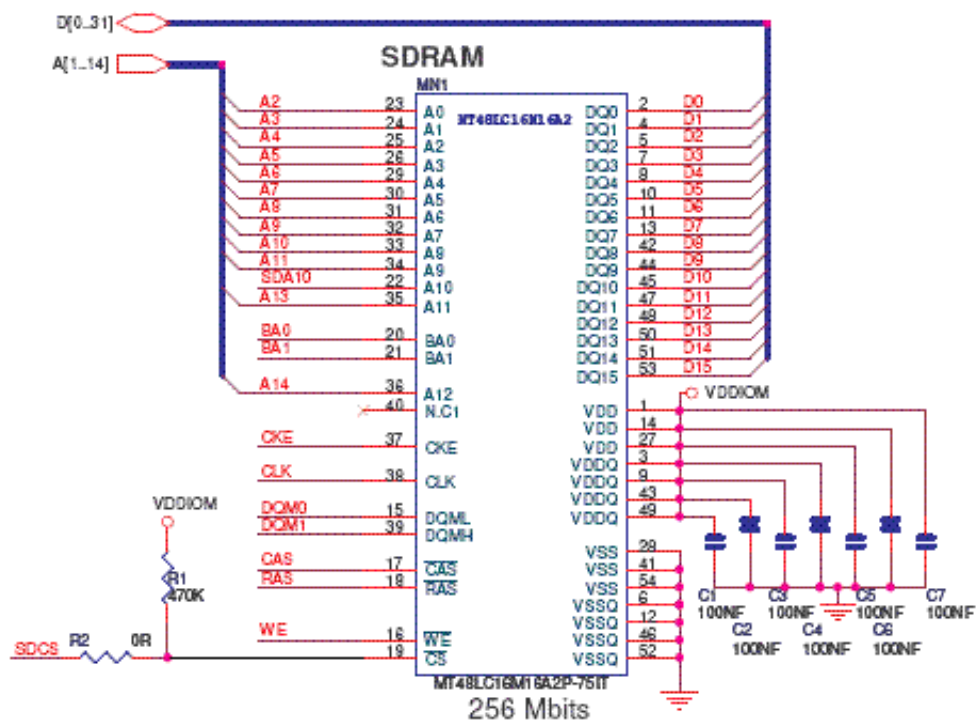 D[0..31]
A[1..14]
SDRAM
MN1
MT48LC16M16A2
A2 23 A0 DQ0 2 D0
A3 24 A1 DQ1 4 D1
A4 25 A2 DQ2 5 D2
A5 26 A3 DQ3 7 D3
A6 29 A4 DQ4 8 D4
A7 30 A5 DQ5 10 D5
A8 31 A6 DQ6 11 D6
A9 32 A7 DQ7 13 D7
A10 33 A8 DQ8 42 D8
A11 34 A9 DQ9 44 D9
SDA10 22 A10 DQ10 45 D10
A13 35 A11 DQ11 47 D11
DQ12 48 D12
BA0 20 BA0 DQ13 50 D13
BA1 21 BA1 DQ14 51 D14
DQ15 53 D15
A14 36 A12 VDDIOM
40 N.C1 VDD 1
VDD 14
CKE 37 CKE VDD 27
VDDQ 3
CLK 38 CLK VDDQ 9
VDDQ 43
VDDIOM DQM0 15 DQML VDDQ 49
DQM1 39 DQMH
VSS 28
CAS 17 CAS VSS 41
R1 RAS 18 RAS VSS 54
470K VSSQ 6
VSSQ 12
WE 16 WE VSSQ 46
SDCS R2 0R 19 CS VSSQ 52
C1 C3 C5 C7
100NF 100NF 100NF 100NF
C2 C4 C6
100NF 100NF 100NF
MT48LC16M16A2P-75IT
256 Mbits